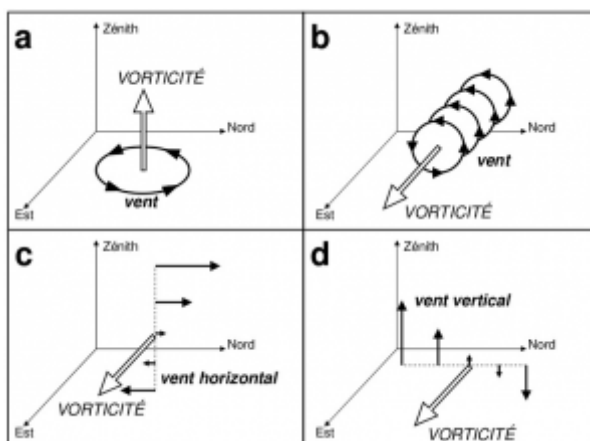 a
Zénith
VORTICITÉ
Nord
vent
Est
b
Zénith
Nord
vent
VORTICITÉ
Est
c
Zénith
Nord
vent horizontal
VORTICITÉ
Est
d
Zénith
vent vertical
Nord
VORTICITÉ
Est